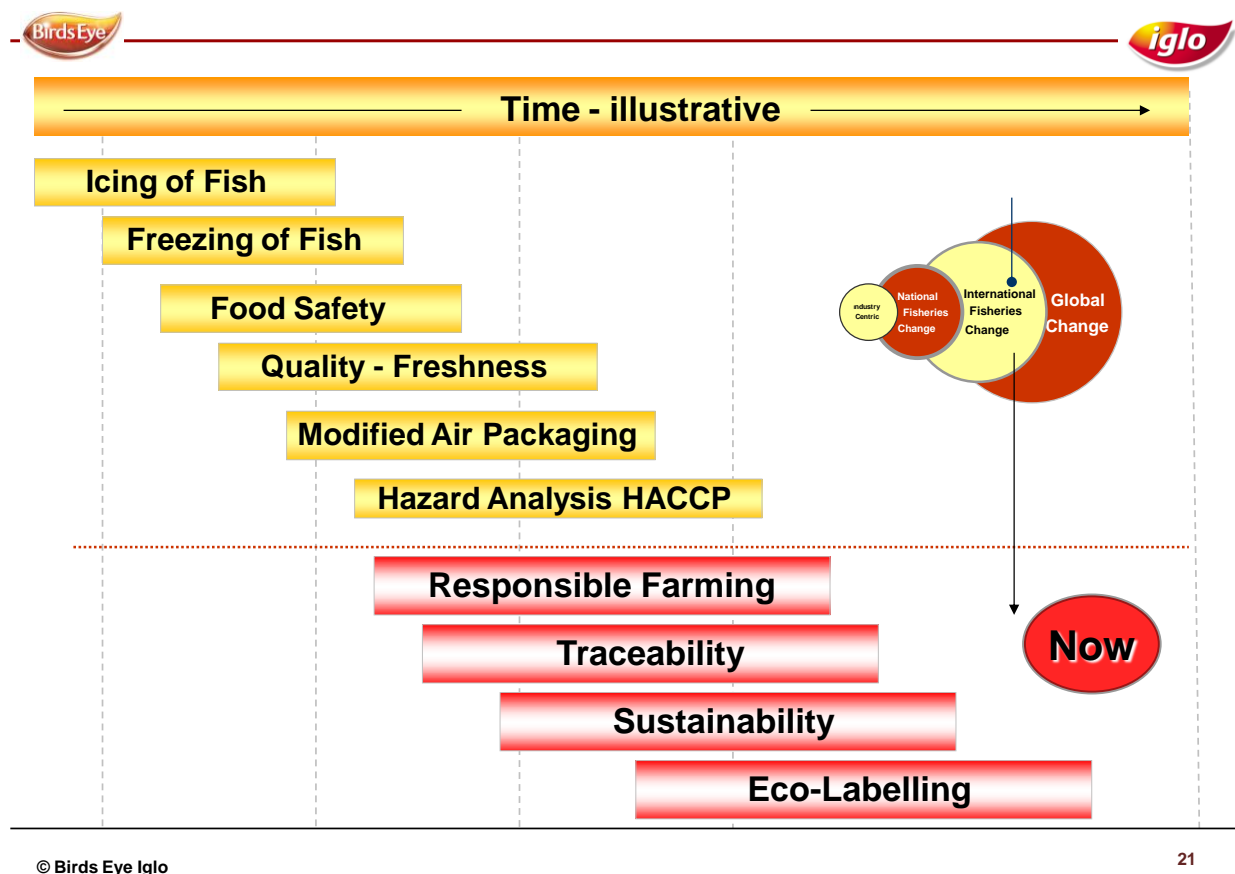 Birds Eye
iglo
Time - illustrative
Icing of Fish
Freezing of Fish
Food Safety
Quality - Freshness
Modified Air Packaging
Hazard Analysis HACCP
Industry
Centric
National
Fisheries
Change
International
Fisheries
Change
Global
Change
Responsible Farming
Traceability
Sustainability
Eco-Labelling
Now
© Birds Eye Iglo
21